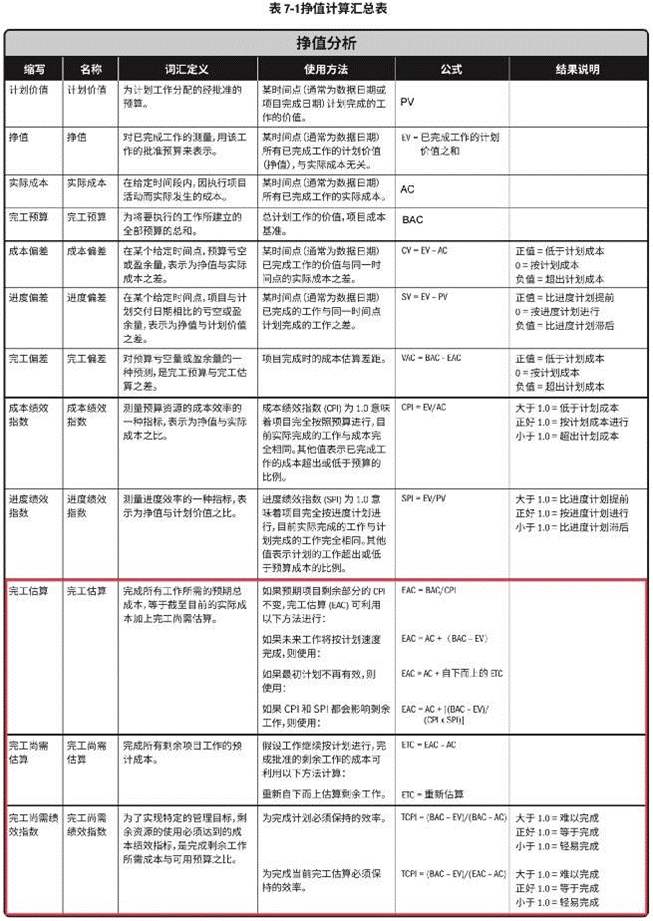 表 7-1挣值计算汇总表
挣值分析
缩写 名称 词汇定义 使用方法 公式 结果说明
计划价值 计划价值 为计划工作分配的经批准的 某时间点(通常为数据日期或
预算。 项目完成日期)计划完成的工 PV
作的价值。
挣值 挣值 对已完成工作的测量,用该工 某时间点(通常为数据日期) EV = 已完成工作的计划
作的批准预算来表示。 所有已完成工作的计划价值 价值之和
(挣值),与实际成本无关。
实际成本 实际成本 在给定时间段内,因执行项目 某时间点(通常为数据日期) AC
活动而实际发生的成本。 所有已完成工作的实际成本。
完工预算 完工预算 为将要执行的工作所建立的 总计划工作的价值,项目成本 BAC
全部预算的总和。 基准。
成本偏差 成本偏差 在某个给定时间点,预算亏空 某时间点(通常为数据日期) CV = EV – AC 正值 = 低于计划成本
或盈余量,表示为挣值与实际 已完成工作的价值与同一时 0 = 按计划成本
成本之差。 间点的实际成本之差。 负值 = 超出计划成本
进度偏差 进度偏差 在某个给定时间点,项目与计 某时间点(通常为数据日期) SV = EV – PV 正值 = 比进度计划提前
划交付日期相比的亏空或盈 已完成的工作与同一时间点 0 = 按进度计划进行
余量,表示为挣值与计划价值 计划完成的工作之差。 负值 = 比进度计划滞后
之差。
完工偏差 完工偏差 对预算亏空量或盈余量的一 项目完成时的成本估算差距。 VAC = BAC - EAC 正值 = 低于计划成本
种预测,是完工预算与完工估 0 = 按计划成本
算之差。 负值 = 超出计划成本
成本绩效 成本绩效 测量预算资源的成本效率的 成本绩效指数 (CPI) 为 1.0 意味 CPI = EV/AC 大于 1.0 = 低于计划成本
指数 指数 一种指标,表示为挣值与实际 着项目完全按照预算进行,目 正好 1.0 = 按计划成本进行
成本之比。 前实际完成的工作与成本完 小于 1.0 = 超出计划成本
全相同。其他值表示已完成工
作的成本超出或低于预算的
比例。
进度绩效 进度绩效 测量进度效率的一种指标,表 进度绩效指数 (SPI) 为 1.0 意 SPI = EV/PV 大于 1.0 = 比进度计划提前
指数 指数 示为挣值与计划价值之比。 味着项目完全按进度计划进 正好 1.0 = 按进度计划进行
行,目前实际完成的工作与计 小于 1.0 = 比进度计划滞后
划完成的工作完全相同。其他
值表示计划的工作超出或低
于预算成本的比例。
完工估算 完工估算 完成所有工作所需的预期总 如果预期项目剩余部分的 CPI EAC = BAC/CPI
成本,等于截至目前的实际成 不变,完工估算 (EAC) 可利用
本加上完工尚需估算。 以下方法进行:
如果未来工作将按计划速度 EAC = AC + (BAC – EV)
完成,则使用:
如果最初计划不再有效,则 EAC = AC + 自下而上的 ETC
使用:
如果 CPI 和 SPI 都会影响剩余 EAC = AC + [(BAC – EV)/
工作,则使用: (CPI x SPI)]
完工尚需 完工尚需 完成所有剩余项目工作的预 假设工作继续按计划进行,完 ETC = EAC – AC
估算 估算 计成本。 成批准的剩余工作的成本可
利用以下方法计算:
重新自下而上估算剩余工作。 ETC = 重新估算
完工尚需绩 完工尚需 为了实现特定的管理目标,剩 为完成计划必须保持的效率。 TCPI = (BAC – EV)/(BAC – AC) 大于 1.0 = 难以完成
效指数 绩效指数 余资源的使用必须达到的成 正好 1.0 = 等于完成
本绩效指标,是完成剩余工作 小于 1.0 = 轻易完成
所需成本与可用预算之比。
为完成当前完工估算必须保 TCPI = (BAC – EV)/(EAC – AC) 大于 1.0 = 难以完成
持的效率。 正好 1.0 = 等于完成
小于 1.0 = 轻易完成